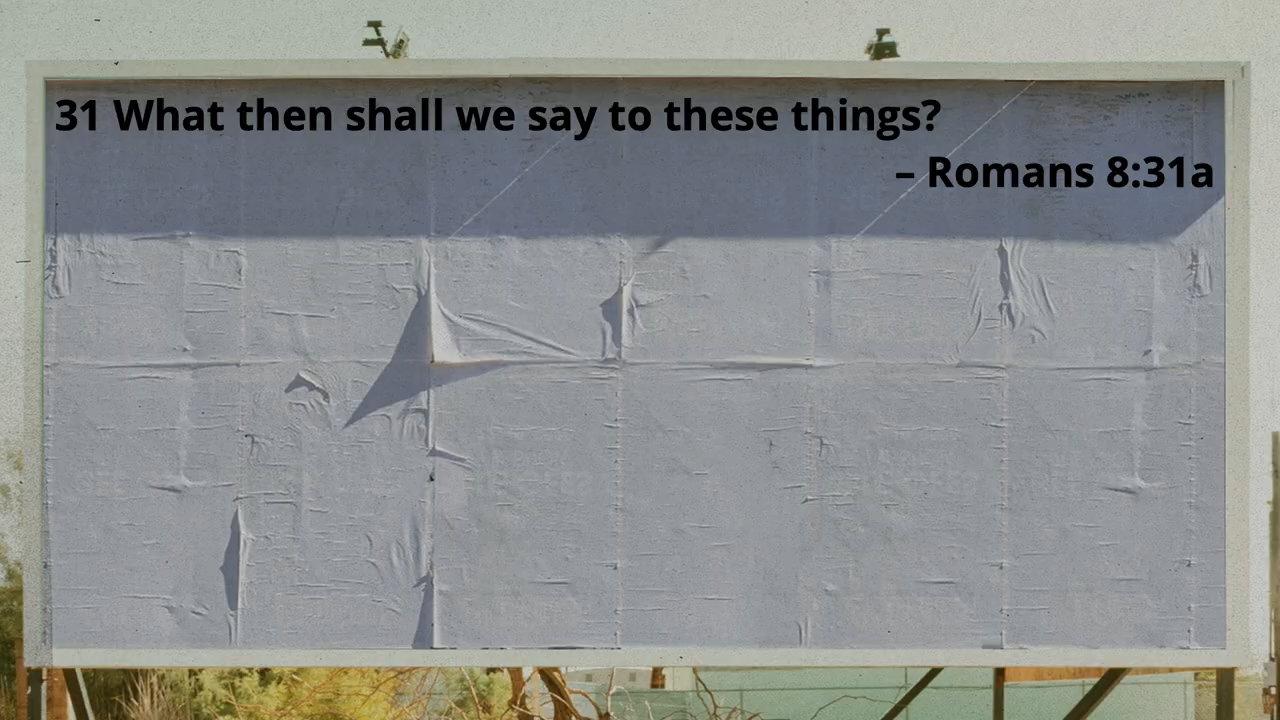 31 What then shall we say to these things?
– Romans 8:31a